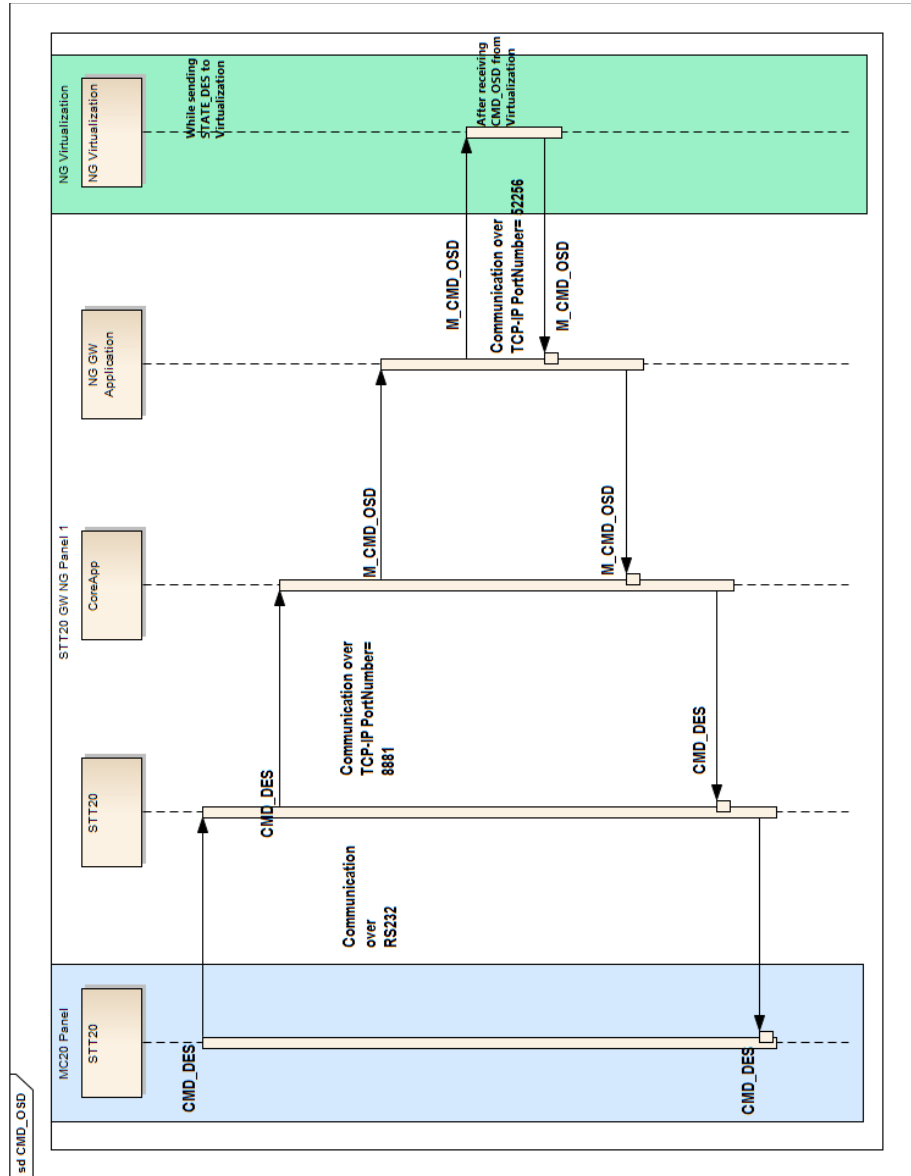 sd CMD_OSD
MC20 Panel
STT20 GW NG Panel 1
NG Virtualization
STT20
STT20
CoreApp
NG GW
Application
NG Virtualization
While sending
STATE_DES to
Virtualization
CMD_DES
CMD_DES
M_CMD_OSD
M_CMD_OSD
Communication
over
RS232
Communication over
TCP-IP PortNumber=
8881
Communication over
TCP-IP PortNumber= 52256
After receiving
CMD_OSD from
Virtualization
M_CMD_OSD
M_CMD_OSD
CMD_DES
CMD_DES